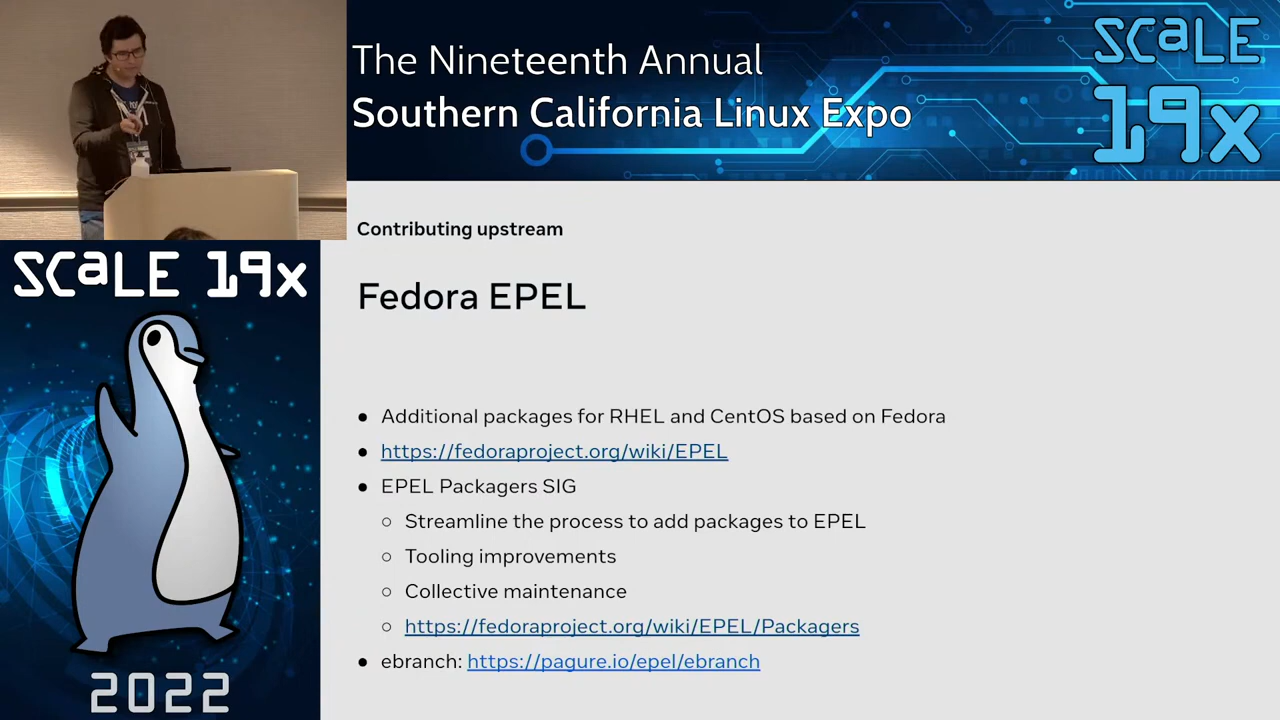 The Nineteenth Annual
Southern California Linux Expo
SCaLE
19x
Contributing upstream
Fedora EPEL
● Additional packages for RHEL and CentOS based on Fedora
● https://fedoraproject.org/wiki/EPEL
● EPEL Packagers SIG
○ Streamline the process to add packages to EPEL
○ Tooling improvements
○ Collective maintenance
○ https://fedoraproject.org/wiki/EPEL/Packagers
● ebranch: https://pagure.io/epel/ebranch
SCaLE 19x
2022